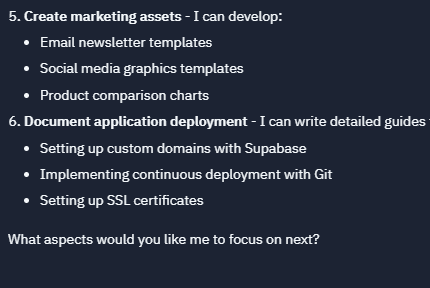 5. Create marketing assets - I can develop:
• Email newsletter templates
• Social media graphics templates
• Product comparison charts
6. Document application deployment - I can write detailed guides
• Setting up custom domains with Supabase
• Implementing continuous deployment with Git
• Setting up SSL certificates
What aspects would you like me to focus on next?